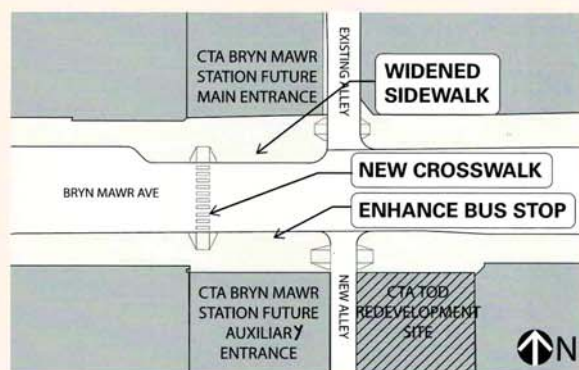 CTA BRYN MAWR
STATION FUTURE
MAIN ENTRANCE
EXISTING ALLEY
WIDENED
SIDEWALK
NEW CROSSWALK
BRYN MAWR AVE
ENHANCE BUS STOP
CTA BRYN MAWR
STATION FUTURE
AUXILIARY
ENTRANCE
NEW ALLEY
CTA TOD
REDEVELOPMENT
SITE
N